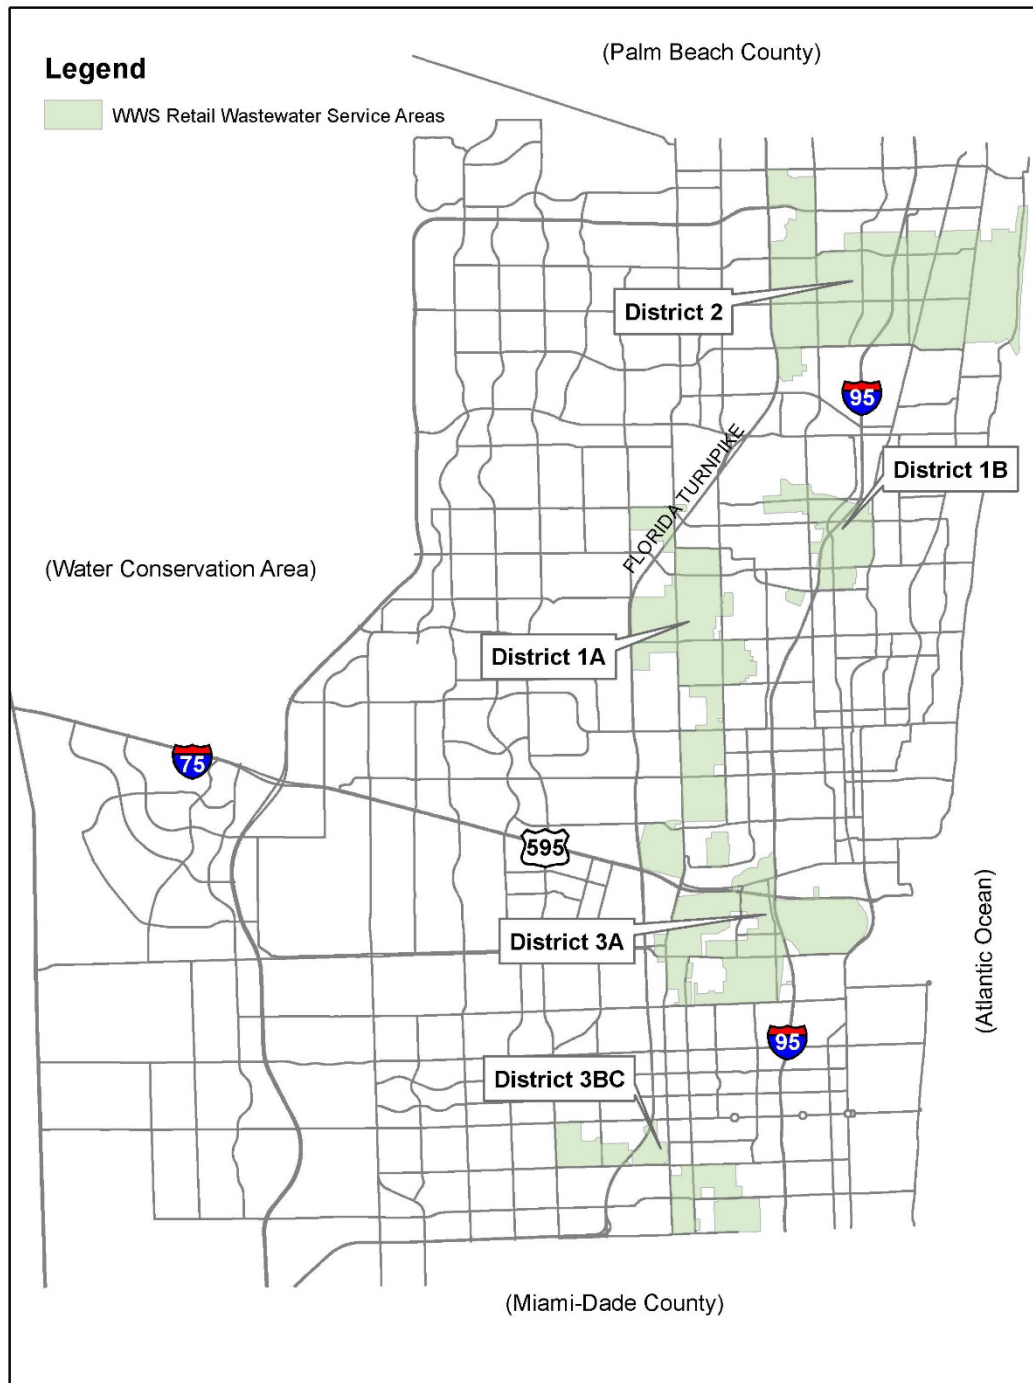 (Palm Beach County)
Legend
WWS Retail Wastewater Service Areas
District 2
95
FLORIDA TURNPIKE
District 1B
(Water Conservation Area)
District 1A
75
595
District 3A
(Atlantic Ocean)
95
District 3BC
(Miami-Dade County)